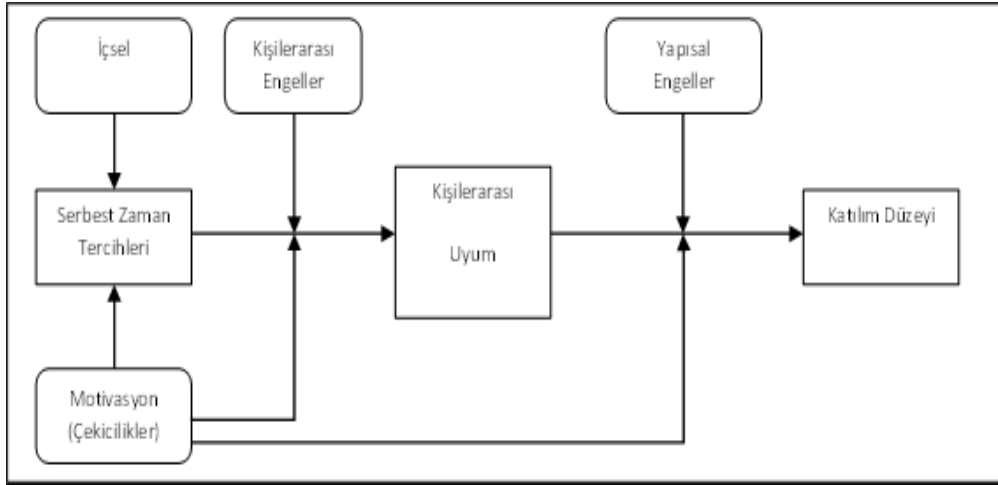 İçsel
Kişilerarası
Engeller
Yapısal
Engeller
Serbest Zaman
Tercihleri
Kişilerarası
Uyum
Katılım Düzeyi
Motivasyon
(Çekicilikler)